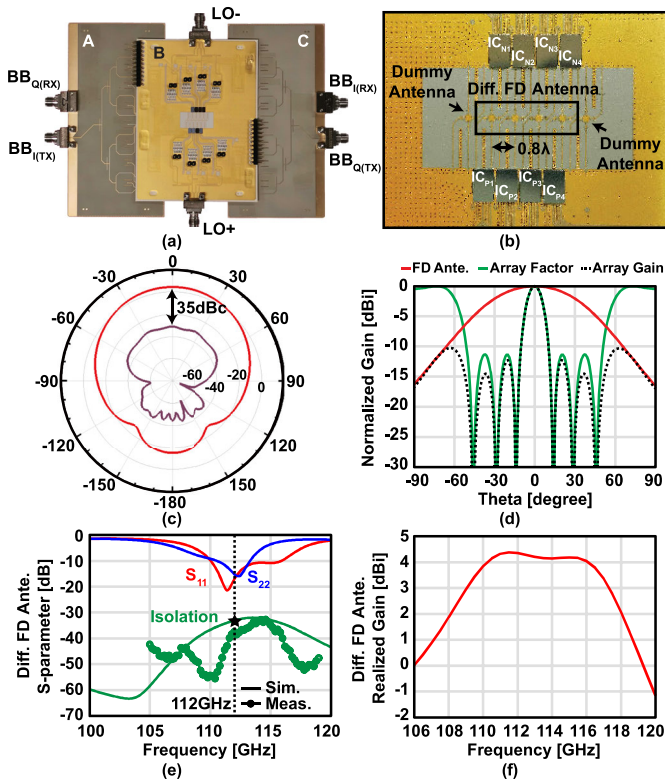 LO-
A
B
C
BBQ(RX)
BBI(RX)
BBI(TX)
BBQ(TX)
LO+
(a)
ICN1
ICN3
ICN2
ICN4
Dummy
Antenna
Diff. FD Antenna
0.8λ
Dummy
Antenna
ICP1
ICP3
ICP2
ICP4
(b)
0
-30
30
35dBc
-60
60
-60
-40
-20
0
-90
90
-120
120
-150
150
-180
(c)
FD Ante.
Array Factor
Array Gain
Normalized Gain [dBi]
0
-5
-10
-15
-20
-25
-30
-90
-60
-30
0
30
60
90
Theta [degree]
(d)
Diff. FD Ante.
S-parameter [dB]
0
-10
-20
-30
-40
-50
-60
-70
S11
S22
Isolation
112GHz
Sim.
Meas.
100
105
110
115
120
Frequency [GHz]
(e)
Diff. FD Ante.
Realized Gain [dBi]
5
4
3
2
1
0
-1
-2
106
108
110
112
114
116
118
120
Frequency [GHz]
(f)